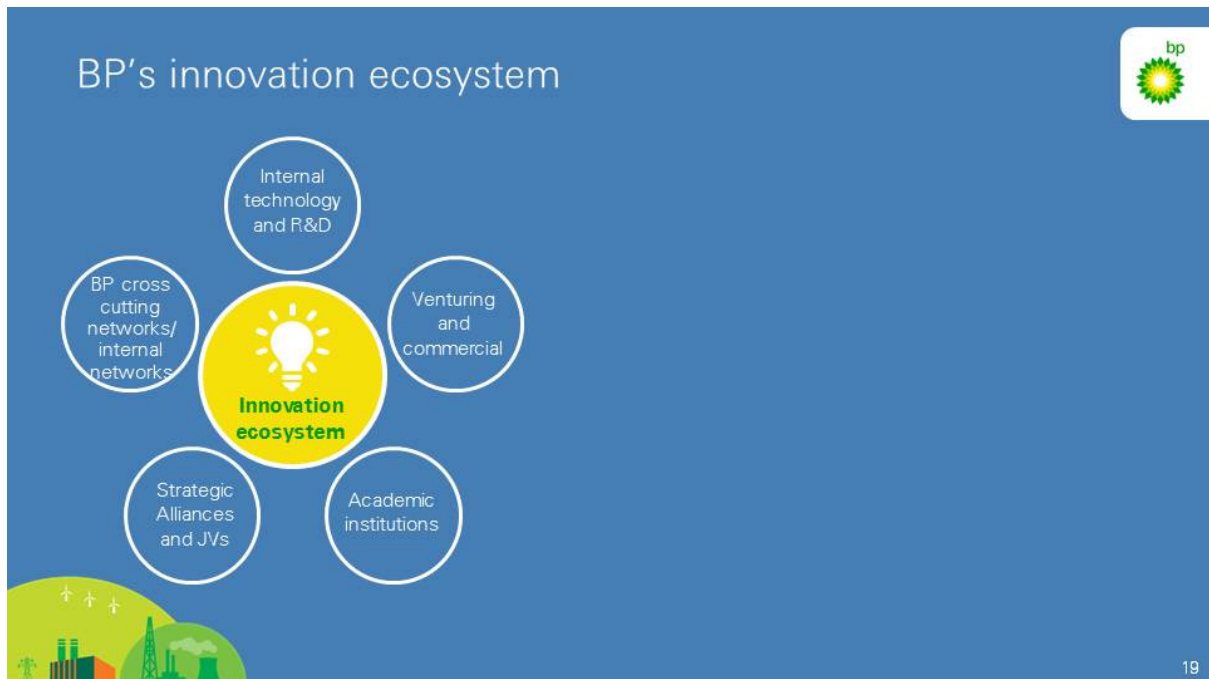 BP's innovation ecosystem
bp
Internal
technology
and R&D
BP cross
cutting
networks/
internal
networks
Venturing
and
commercial
Innovation
ecosystem
Strategic
Alliances
and JVs
Academic
institutions
19